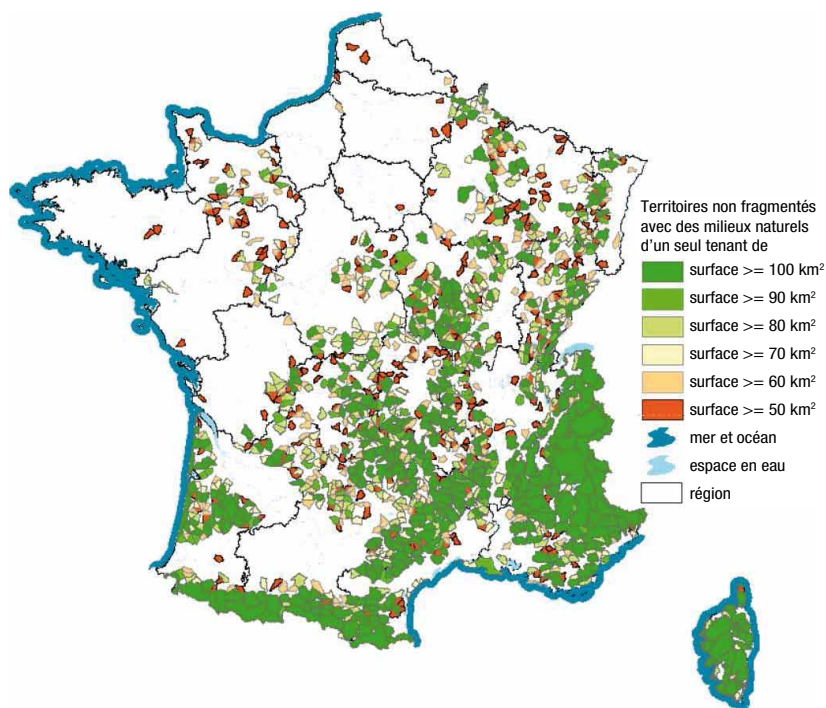 Territoires non fragmentés
avec des milieux naturels
d'un seul tenant de
surface >= 100 km²
surface >= 90 km²
surface >= 80 km²
surface >= 70 km²
surface >= 60 km²
surface >= 50 km²
mer et océan
espace en eau
région